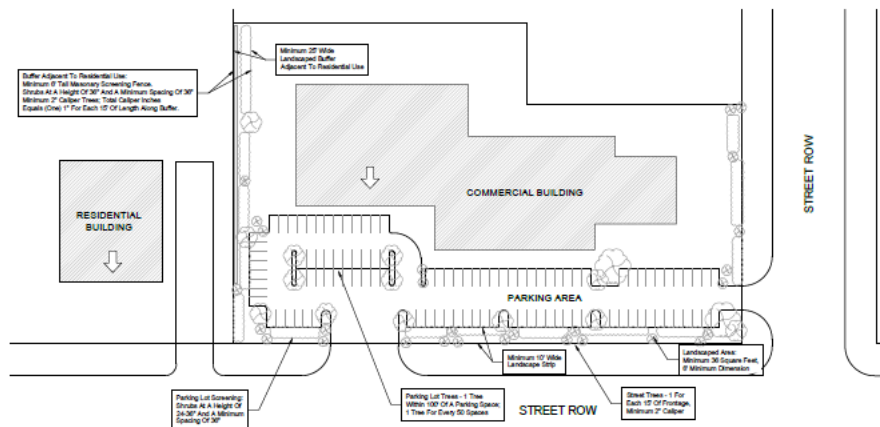 Minimum 25' Wide
Landscaped Buffer
Adjacent To Residential Use
Buffer Adjacent To Residential Use:
Minimum 6' Tall Masonary Screening Fence.
Shrubs At A Height Of 36" And A Minimum Spacing Of 36"
Minimum 2" Caliper Trees; Total Caliper Inches
Equals (One) 1" For Each 15' Of Length Along Buffer.
STREET ROW
COMMERCIAL BUILDING
RESIDENTIAL
BUILDING
PARKING AREA
Minimum 10' Wide
Landscape Strip
Landscaped Area:
Minimum 36 Square Feet,
6' Minimum Dimension
Parking Lot Screening:
Shrubs At A Height Of
24-36" And A Minimum
Spacing Of 36"
Parking Lot Trees - 1 Tree
Within 100' Of A Parking Space;
1 Tree For Every 50 Spaces
STREET ROW
Street Trees - 1 For
Each 15' Of Frontage,
Minimum 2" Caliper